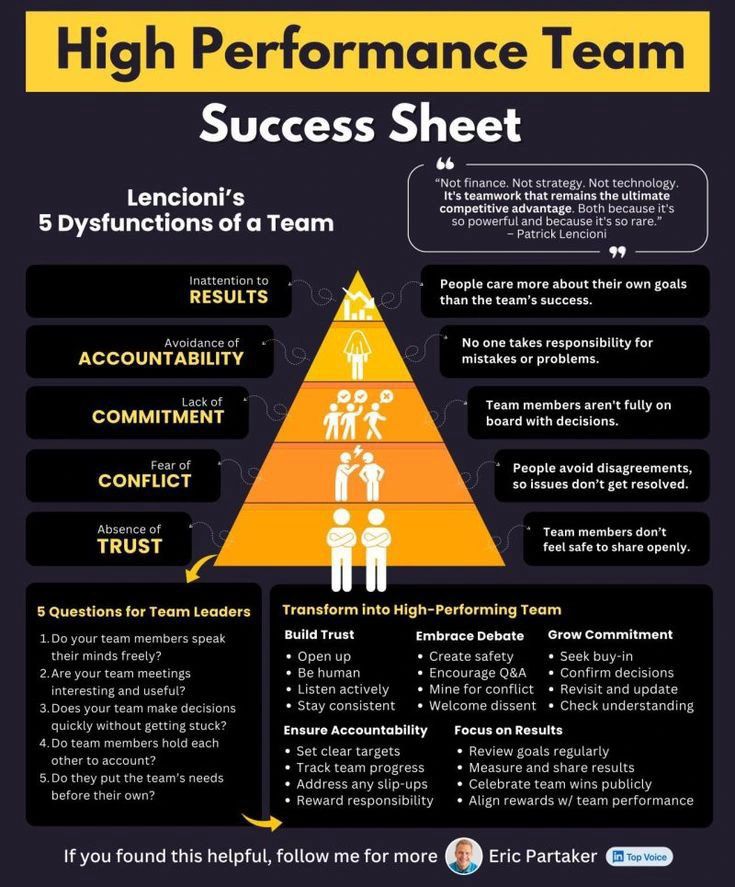 High Performance Team
Success Sheet
Lencioni's
5 Dysfunctions of a Team
❝
"Not finance. Not strategy. Not technology.
It's teamwork that remains the ultimate
competitive advantage. Both because it's
so powerful and because it's so rare."
– Patrick Lencioni
❞
Inattention to
RESULTS
People care more about their own goals
than the team's success.
Avoidance of
ACCOUNTABILITY
No one takes responsibility for
mistakes or problems.
Lack of
COMMITMENT
Team members aren't fully on
board with decisions.
Fear of
CONFLICT
People avoid disagreements,
so issues don't get resolved.
Absence of
TRUST
Team members don't
feel safe to share openly.
5 Questions for Team Leaders
1. Do your team members speak
their minds freely?
2. Are your team meetings
interesting and useful?
3. Does your team make decisions
quickly without getting stuck?
4. Do team members hold each
other to account?
5. Do they put the team's needs
before their own?
Transform into High-Performing Team
Build Trust
• Open up
• Be human
• Listen actively
• Stay consistent
Embrace Debate
• Create safety
• Encourage Q&A
• Mine for conflict
• Welcome dissent
Grow Commitment
• Seek buy-in
• Confirm decisions
• Revisit and update
• Check understanding
Ensure Accountability
• Set clear targets
• Track team progress
• Address any slip-ups
• Reward responsibility
Focus on Results
• Review goals regularly
• Measure and share results
• Celebrate team wins publicly
• Align rewards w/ team performance
If you found this helpful, follow me for more Eric Partaker in Top Voice